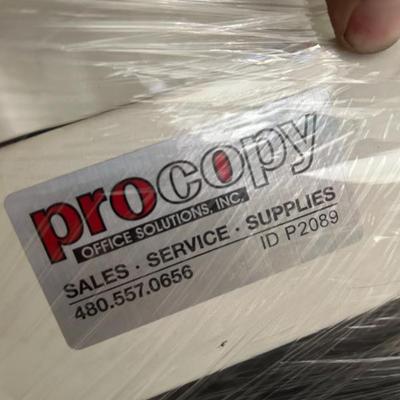 procopy
OFFICE SOLUTIONS, INC.
SALES · SERVICE · SUPPLIES
480.557.0656 ID P2089